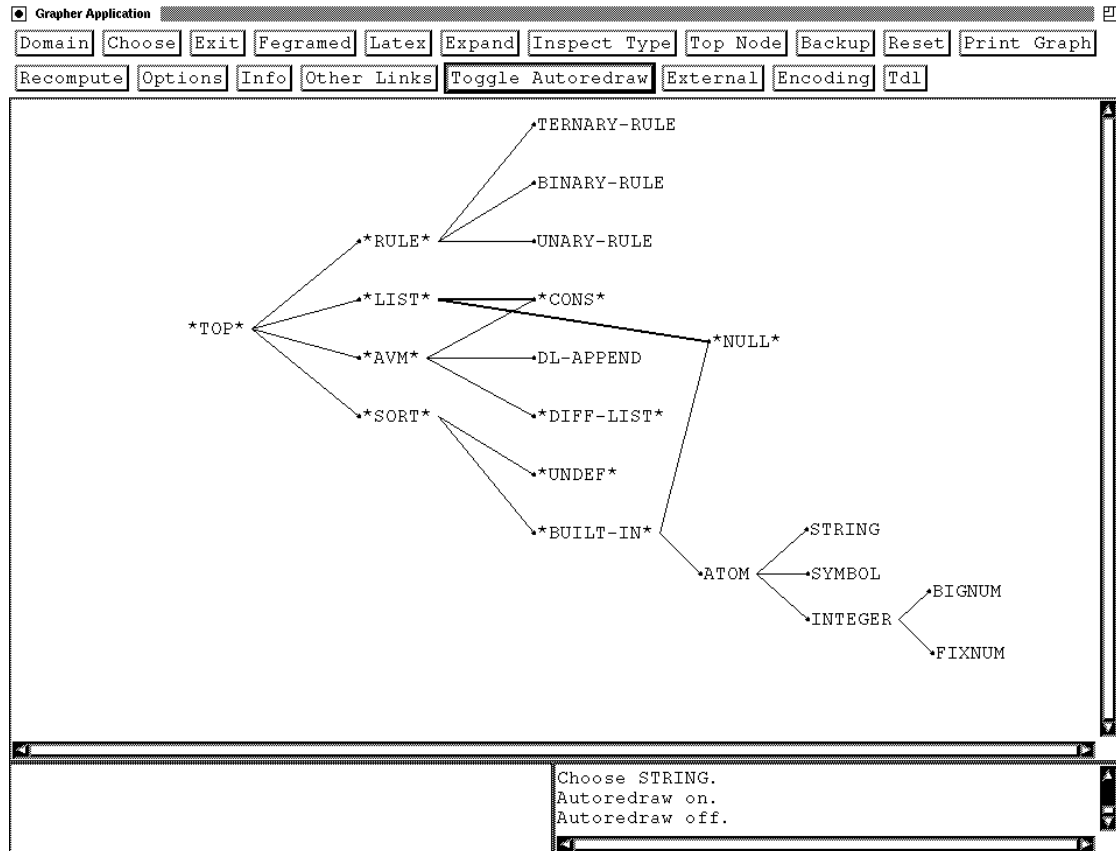 Grapher Application
Domain Choose Exit Fegramed Latex Expand Inspect Type Top Node Backup Reset Print Graph
Recompute Options Info Other Links Toggle Autoredraw External Encoding Tdl
TERNARY-RULE
BINARY-RULE
*RULE* UNARY-RULE
*LIST* *CONS*
*TOP*
*NULL*
*AVM* DL-APPEND
*SORT* *DIFF-LIST*
*UNDEF*
*BUILT-IN* STRING
ATOM SYMBOL
BIGNUM
INTEGER
FIXNUM
Choose STRING.
Autoredraw on.
Autoredraw off.